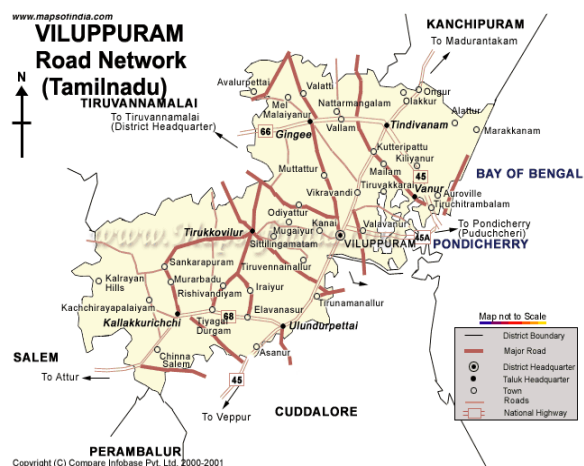 www.mapsofindia.com
VILUPPURAM
Road Network
(Tamilnadu)
N
KANCHIPURAM
To Madurantakam
Avalurpettai
Valatti
Ongur
Olakkur
Mel
Malaiyanur
Nattarmangalam
TIRUVANNAMALAI
To Tiruvannamalai
(District Headquarter)
Alattur
66
Gingee
Vallam
Tindivanam
Marakkanam
Kutteripattu
Kiliyanur
Muttattur
Mailam
45
BAY OF BENGAL
Vikravandi
Tiruvakkarai
Vanur
Auroville
Tiruchitrambalam
Odiyattur
Tirukkovilur
Mugaiyur
Kanai
Valavanur
To Pondicherry
(Puducheri)
Sittilingamatam
VILUPPURAM
45A
PONDICHERRY
www.
Sankarapuram
Tiruvennainallur
Kalrayan
Hills
Murarbadu
Rishivandiyam
Iraiyur
Tirunamanallur
Kachchirayapalaiyam
Kallakkurichchi
Tiyagai
Durgam
68
Elavanasur
Ulundurpettai
Map not to Scale
District Boundary
Major Road
District Headquarter
Taluk Headquarter
Town
Roads
National Highway
SALEM
To Attur
Chinna
Salem
Asanur
45
To Veppur
CUDDALORE
PERAMBALUR
Copyright (C) Compare Infobase Pvt. Ltd. 2000-2001